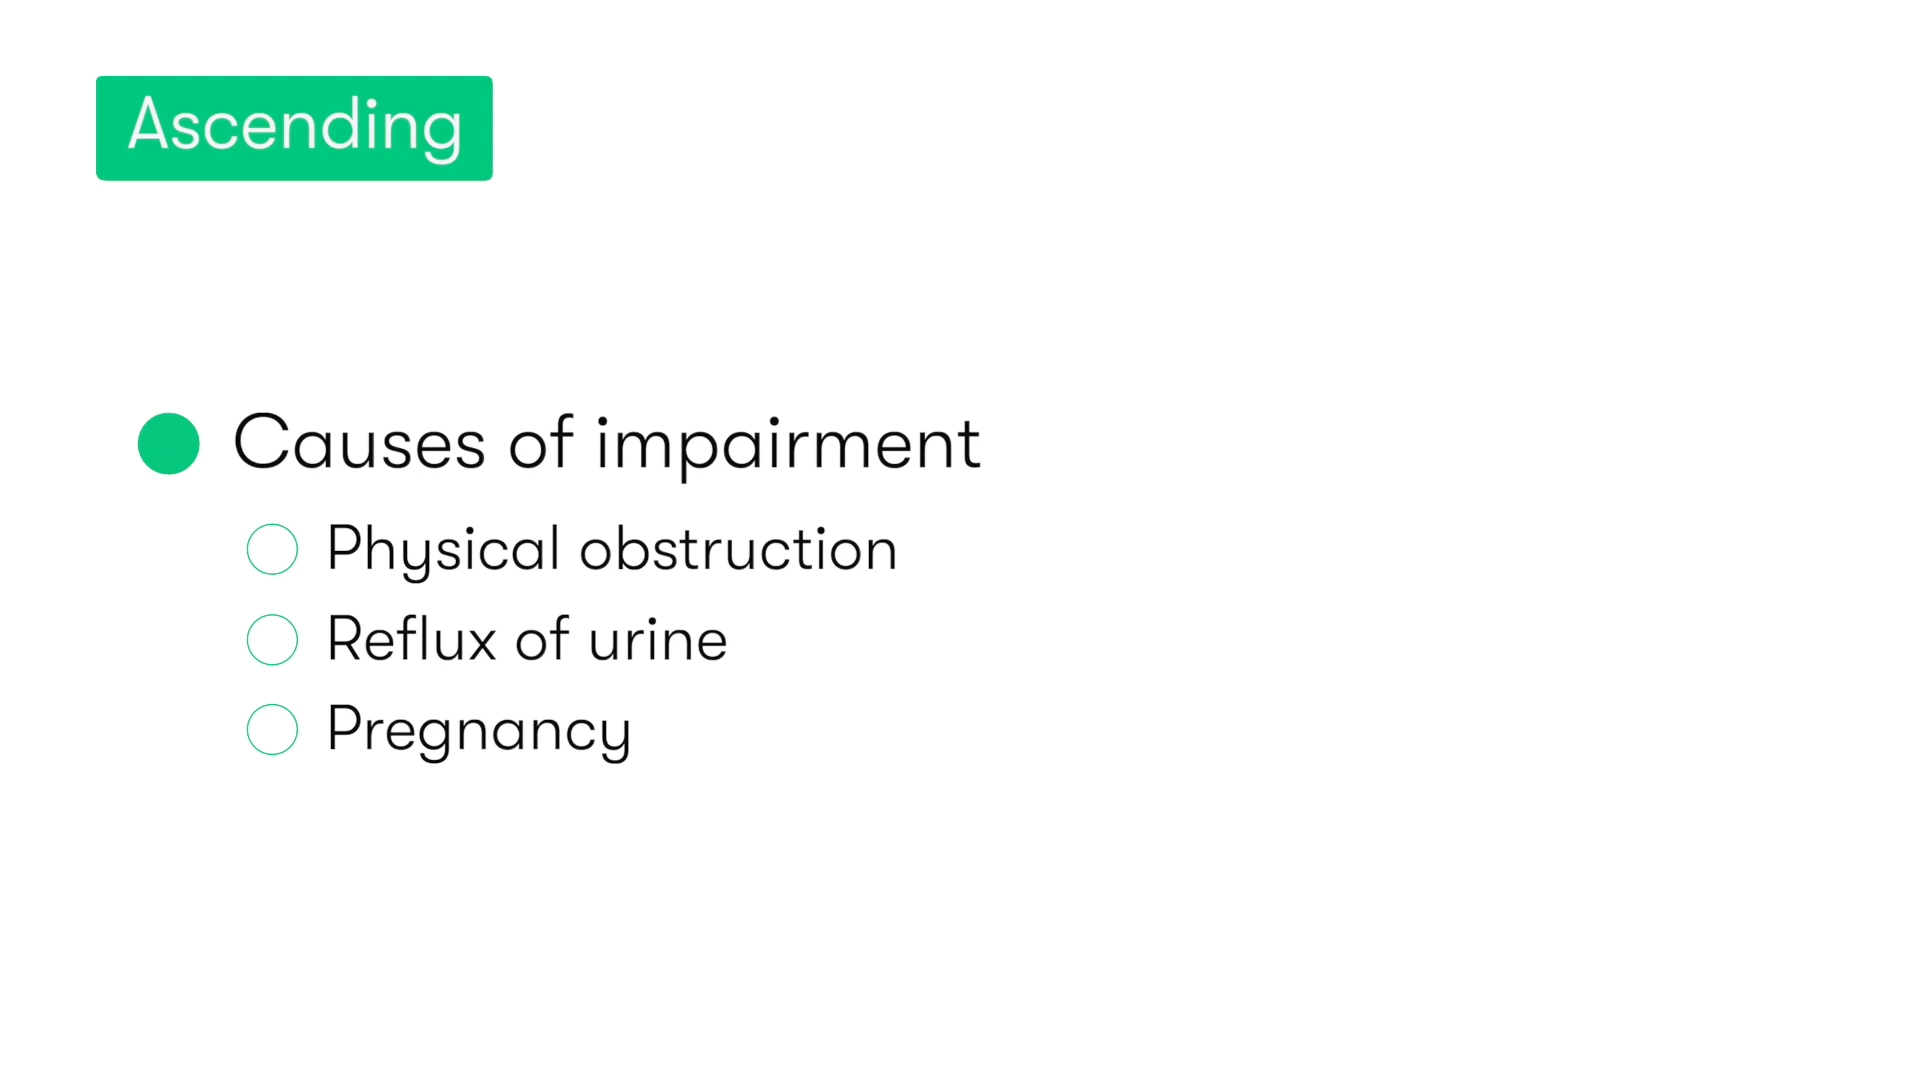 Ascending
Causes of impairment
Physical obstruction
Reflux of urine
Pregnancy